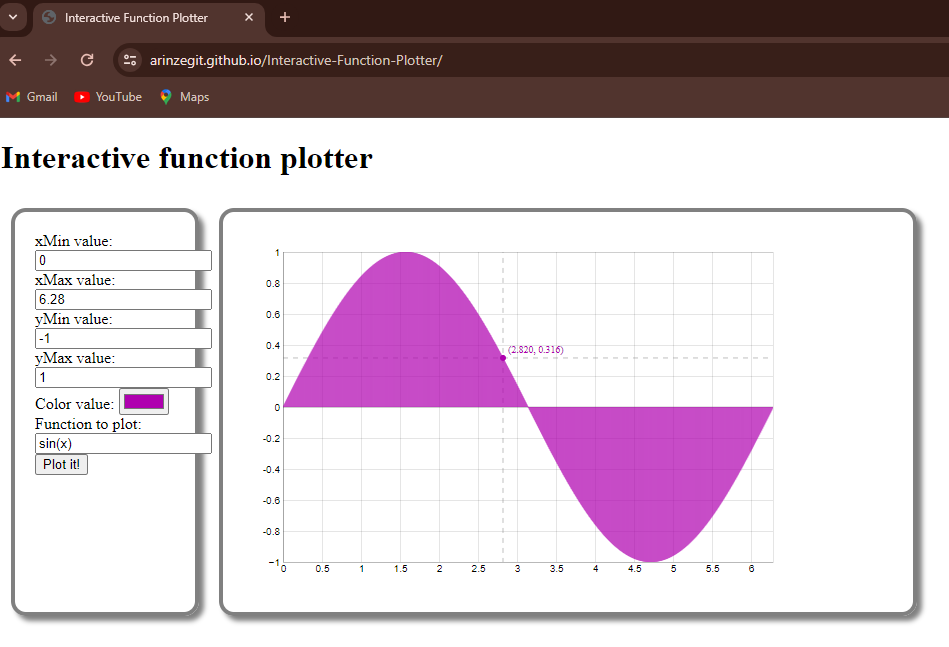 Interactive Function Plotter
arinzegit.github.io/Interactive-Function-Plotter/
Gmail YouTube Maps
Interactive function plotter
xMin value:
0
xMax value:
6.28
yMin value:
-1
yMax value:
1
Color value:
Function to plot:
sin(x)
Plot it!
1
0.8
0.6
0.4
(2.820, 0.316)
0.2
0
-0.2
-0.4
-0.6
-0.8
−1
0 0.5 1 1.5 2 2.5 3 3.5 4 4.5 5 5.5 6